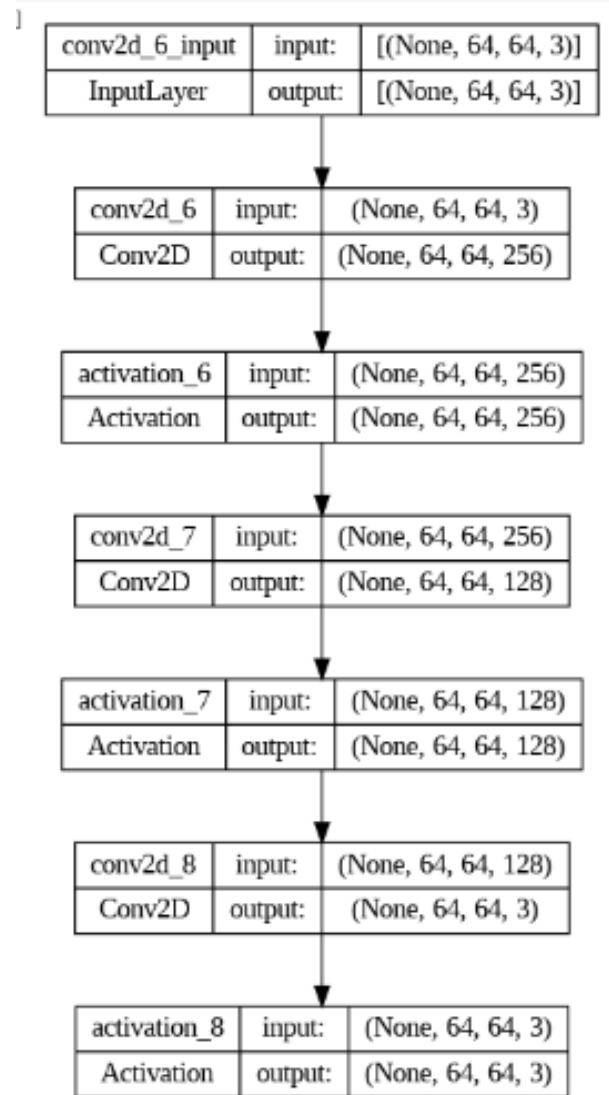 ]
conv2d_6_input input: [(None, 64, 64, 3)]
InputLayer output: [(None, 64, 64, 3)]
conv2d_6 input: (None, 64, 64, 3)
Conv2D output: (None, 64, 64, 256)
activation_6 input: (None, 64, 64, 256)
Activation output: (None, 64, 64, 256)
conv2d_7 input: (None, 64, 64, 256)
Conv2D output: (None, 64, 64, 128)
activation_7 input: (None, 64, 64, 128)
Activation output: (None, 64, 64, 128)
conv2d_8 input: (None, 64, 64, 128)
Conv2D output: (None, 64, 64, 3)
activation_8 input: (None, 64, 64, 3)
Activation output: (None, 64, 64, 3)